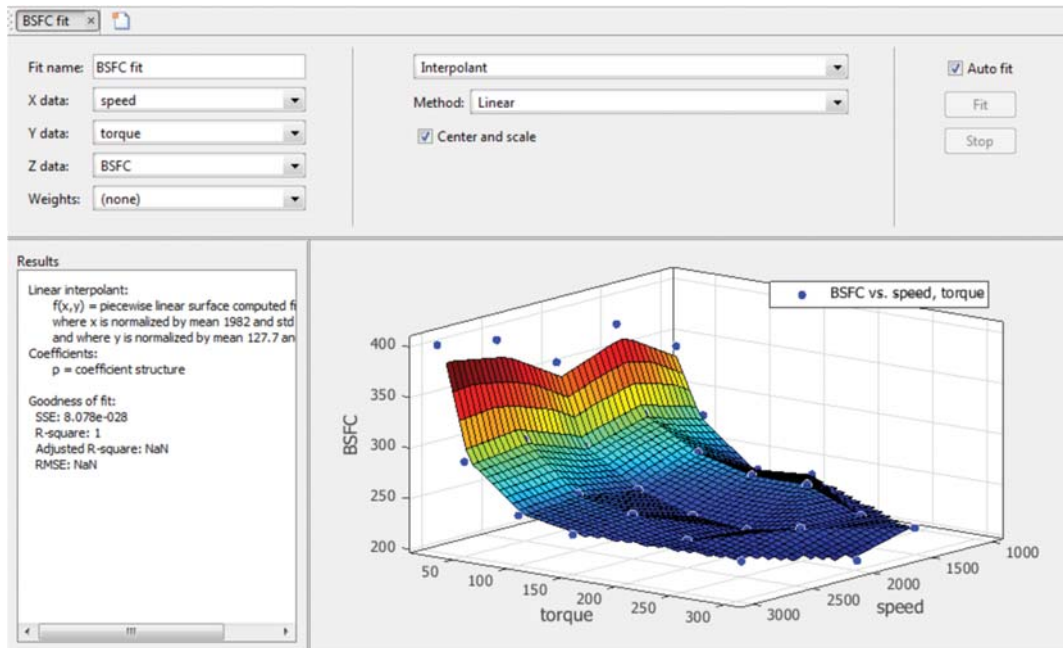 BSFC fit
Fit name: BSFC fit
X data: speed
Y data: torque
Z data: BSFC
Weights: (none)
Interpolant
Method: Linear
Center and scale
Auto fit
Fit
Stop
Results
Linear interpolant:
f(x,y) = piecewise linear surface computed
where x is normalized by mean 1982 and std
and where y is normalized by mean 127.7
Coefficients:
p = coefficient structure
Goodness of fit:
SSE: 8.078e-028
R-square: 1
Adjusted R-square: NaN
RMSE: NaN
BSFC vs. speed, torque
BSFC
400
350
300
250
200
50
100
150
200
250
300
torque
3000
2500
2000
1500
1000
speed